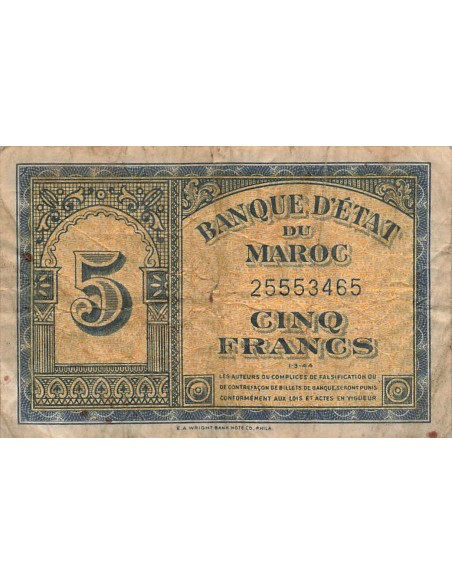 5
BANQUE D'ÉTAT
DU
MAROC
25553465
CINQ
FRANCS
1-3-44
LES AUTEURS OU COMPLICES DE FALSIFICATION OU
DE CONTREFAÇON DE BILLETS DE BANQUE, SERONT PUNIS
CONFORMÉMENT AUX LOIS ET ACTES EN VIGUEUR
E. A. WRIGHT BANK NOTE CO., PHILA.